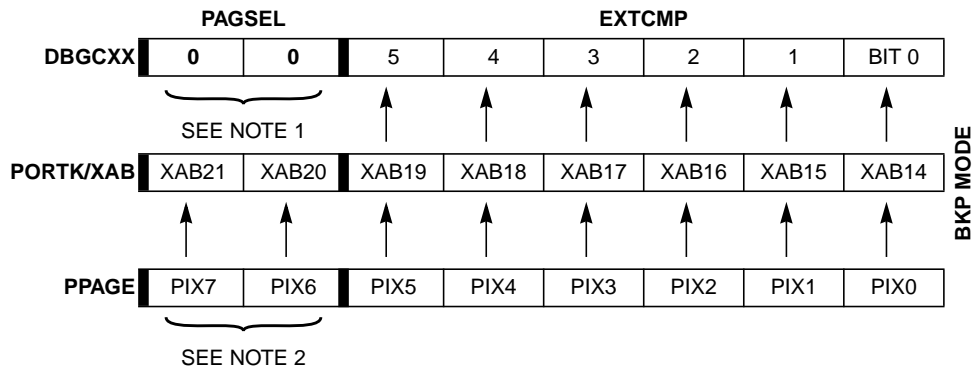 PAGSEL EXTCMP
DBGCXX 0 0 5 4 3 2 1 BIT 0
SEE NOTE 1
PORTK/XAB XAB21 XAB20 XAB19 XAB18 XAB17 XAB16 XAB15 XAB14
BKP MODE
PPAGE PIX7 PIX6 PIX5 PIX4 PIX3 PIX2 PIX1 PIX0
SEE NOTE 2